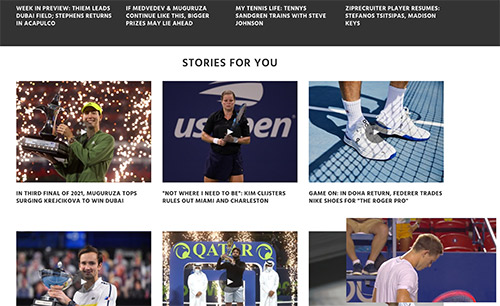 WEEK IN PREVIEW: THIEM LEADS
DUBAI FIELD; STEPHENS RETURNS
IN ACAPULCO
IF MEDVEDEV & MUGURUZA
CONTINUE LIKE THIS, BIGGER
PRIZES MAY LIE AHEAD
MY TENNIS LIFE: TENNYS
SANDGREN TRAINS WITH STEVE
JOHNSON
ZIPRECRUITER PLAYER RESUMES:
STEFANOS TSITSIPAS, MADISON
KEYS
STORIES FOR YOU
us open
IN THIRD FINAL OF 2021, MUGURUZA TOPS
SURGING KREJCIKOVA TO WIN DUBAI
"NOT WHERE I NEED TO BE": KIM CLIJSTERS
RULES OUT MIAMI AND CHARLESTON
GAME ON: IN DOHA RETURN, FEDERER TRADES
NIKE SHOES FOR "THE ROGER PRO"
QATAR